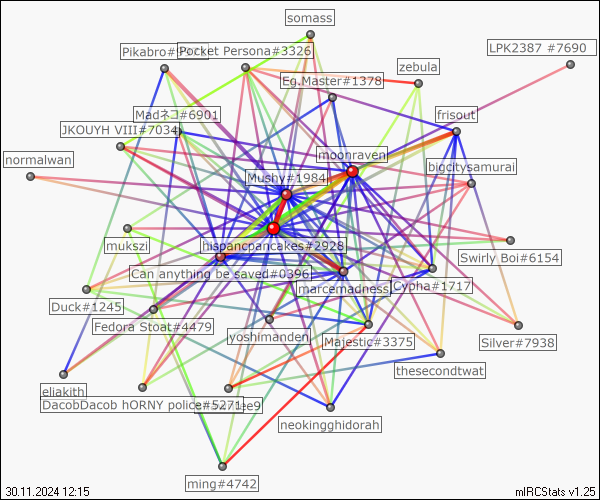 somass
Pikabro#
Pocket Persona#3326
LPK2387 #7690
zebula
Eg.Master#1378
Madネコ#6901
frisout
JKOUYH VIII#7034
moonraven
normalwan
bigcitysamurai
Mushy#1984
mukszi
hispancpancakes#2928
Swirly Boi#6154
Can anything be saved#0396
marcemadness
Cypha#1717
Duck#1245
Fedora Stoat#4479
yoshimanden
Majestic#3375
Silver#7938
thesecondtwat
eliakith
DacobDacob hORNY police#5271
neokingghidorah
ming#4742
30.11.2024 12:15
mIRCStats v1.25